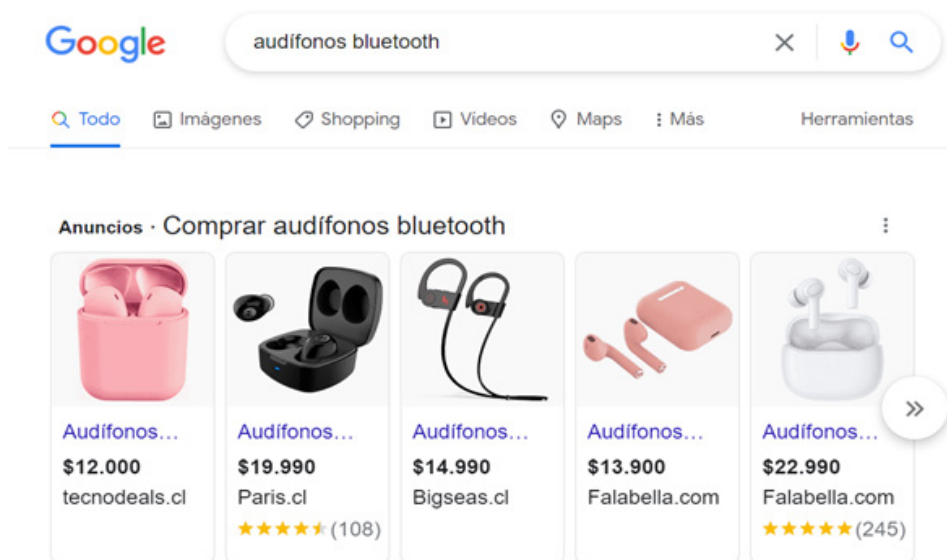 Google
audífonos bluetooth
Todo Imágenes Shopping Vídeos Maps Más Herramientas
Anuncios · Comprar audífonos bluetooth
Audífonos... Audífonos... Audífonos... Audífonos... Audífonos...
$12.000 $19.990 $14.990 $13.900 $22.990
tecnodeals.cl Paris.cl Bigseas.cl Falabella.com Falabella.com
(108) (245)